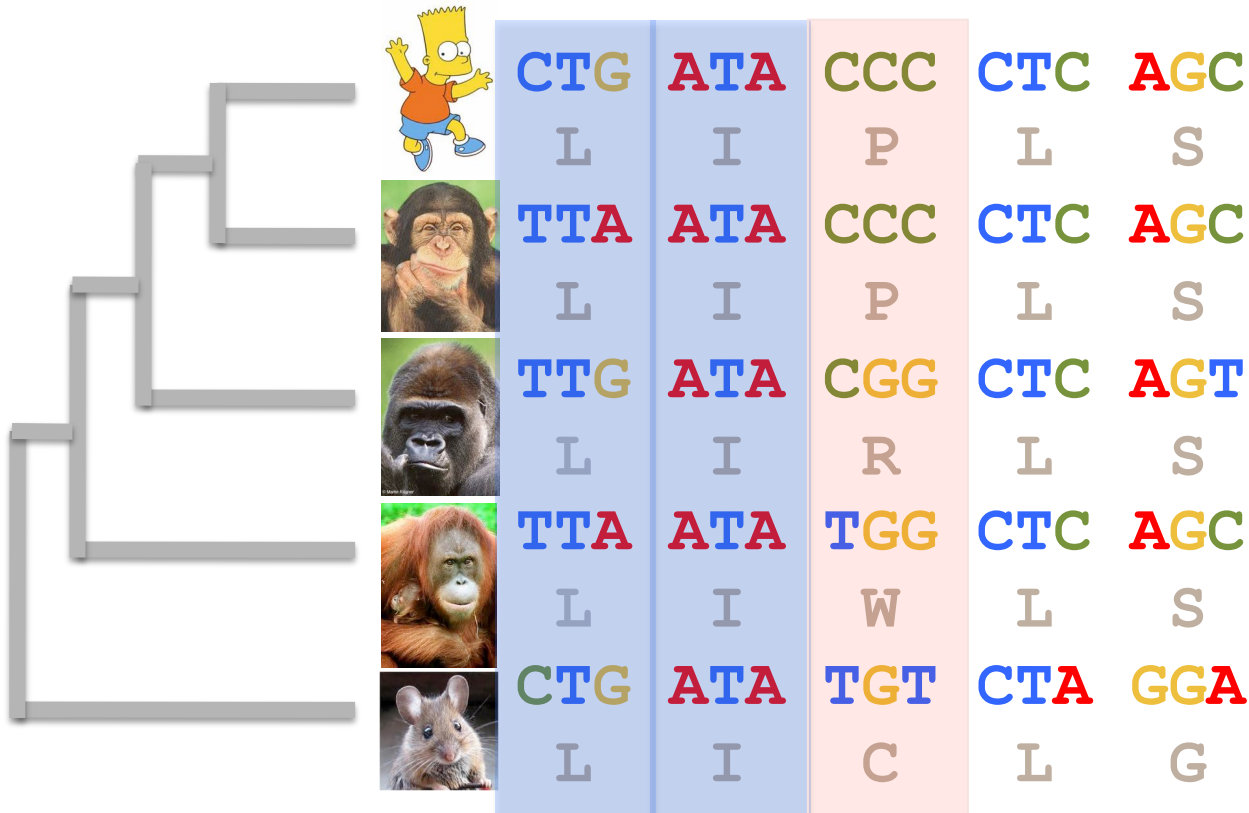 CTG ATA CCC CTC AGC
L I P L S
TTA ATA CCC CTC AGC
L I P L S
TTG ATA CGG CTC AGT
L I R L S
TTA ATA TGG CTC AGC
L I W L S
CTG ATA TGT CTA GGA
L I C L G